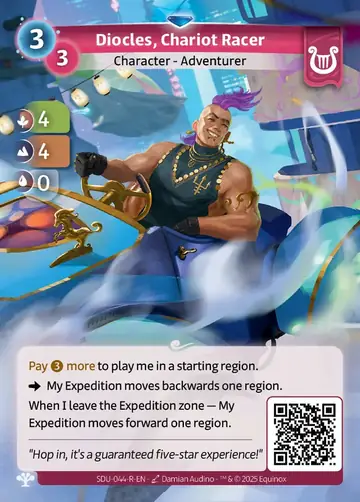 3
Diocles, Chariot Racer
3
Character - Adventurer
4
4
0
Pay 3 more to play me in a starting region.
➔ My Expedition moves backwards one region.
When I leave the Expedition zone — My
Expedition moves forward one region.
"Hop in, it's a guaranteed five-star experience!"
SDU-044-R-EN - Damian Audino - ™ & © 2025 Equinox